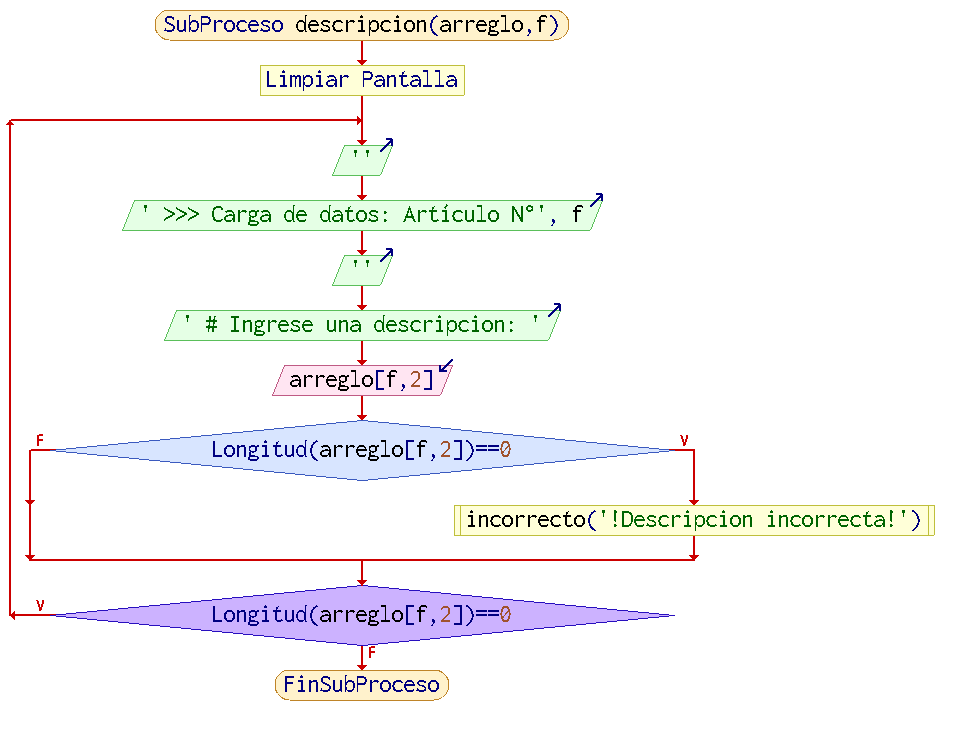 SubProceso descripcion(arreglo,f)
Limpiar Pantalla
''
' >>> Carga de datos: Artículo N°', f
''
' # Ingrese una descripcion: '
arreglo[f,2]
F
Longitud(arreglo[f,2])==0
V
incorrecto('!Descripcion incorrecta!')
V
Longitud(arreglo[f,2])==0
F
FinSubProceso